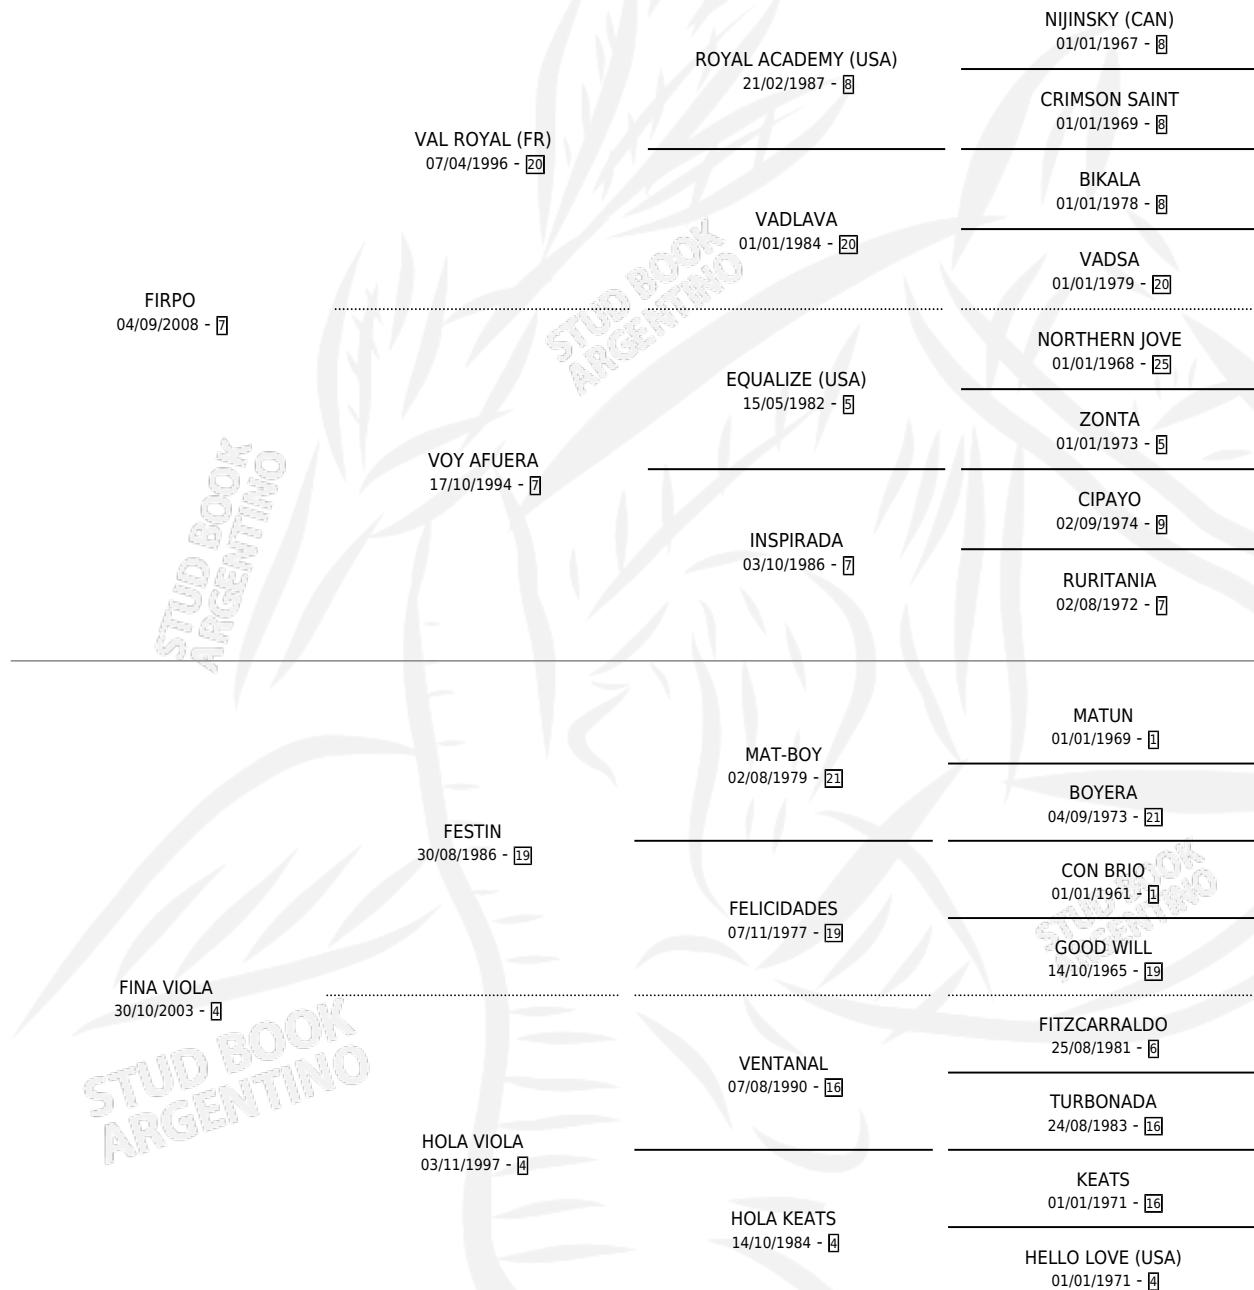 NIJINSKY (CAN)
01/01/1967 - 8
ROYAL ACADEMY (USA)
21/02/1987 - 8
CRIMSON SAINT
01/01/1969 - 8
VAL ROYAL (FR)
07/04/1996 - 20
BIKALA
01/01/1978 - 8
VADLAVA
01/01/1984 - 20
VADSA
01/01/1979 - 20
FIRPO
04/09/2008 - 7
NORTHERN JOVE
01/01/1968 - 25
EQUALIZE (USA)
15/05/1982 - 5
ZONTA
01/01/1973 - 5
VOY AFUERA
17/10/1994 - 7
CIPAYO
02/09/1974 - 9
INSPIRADA
03/10/1986 - 7
RURITANIA
02/08/1972 - 7
MATUN
01/01/1969 - 1
MAT-BOY
02/08/1979 - 21
BOYERA
04/09/1973 - 21
FESTIN
30/08/1986 - 19
CON BRIO
01/01/1961 - 1
FELICIDADES
07/11/1977 - 19
GOOD WILL
14/10/1965 - 19
FINA VIOLA
30/10/2003 - 4
FITZCARRALDO
25/08/1981 - 6
VENTANAL
07/08/1990 - 16
TURBONADA
24/08/1983 - 16
HOLA VIOLA
03/11/1997 - 4
KEATS
01/01/1971 - 16
HOLA KEATS
14/10/1984 - 4
HELLO LOVE (USA)
01/01/1971 - 4
STUD BOOK
ARGENTINO
STUD BOOK
ARGENTINO
STUD BOOK
ARGENTINO
STUD BOOK
ARGENTINO